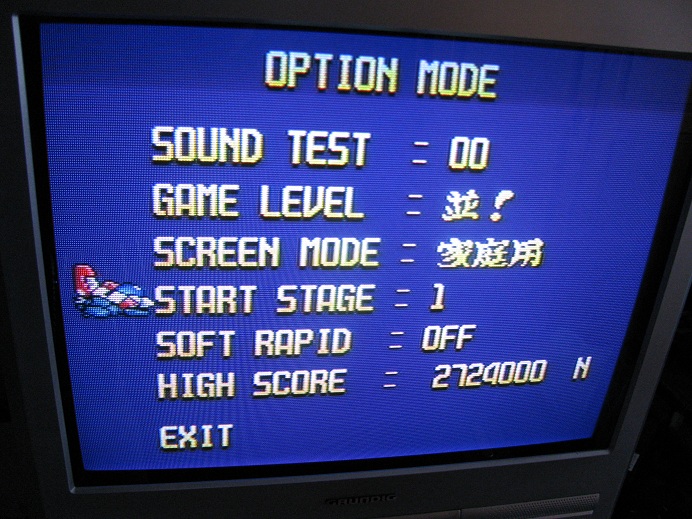 OPTION MODE
SOUND TEST = 00
GAME LEVEL = 並!
SCREEN MODE = 家庭用
START STAGE = 1
SOFT RAPID = OFF
HIGH SCORE = 2724000 N
EXIT
GRUNDIG